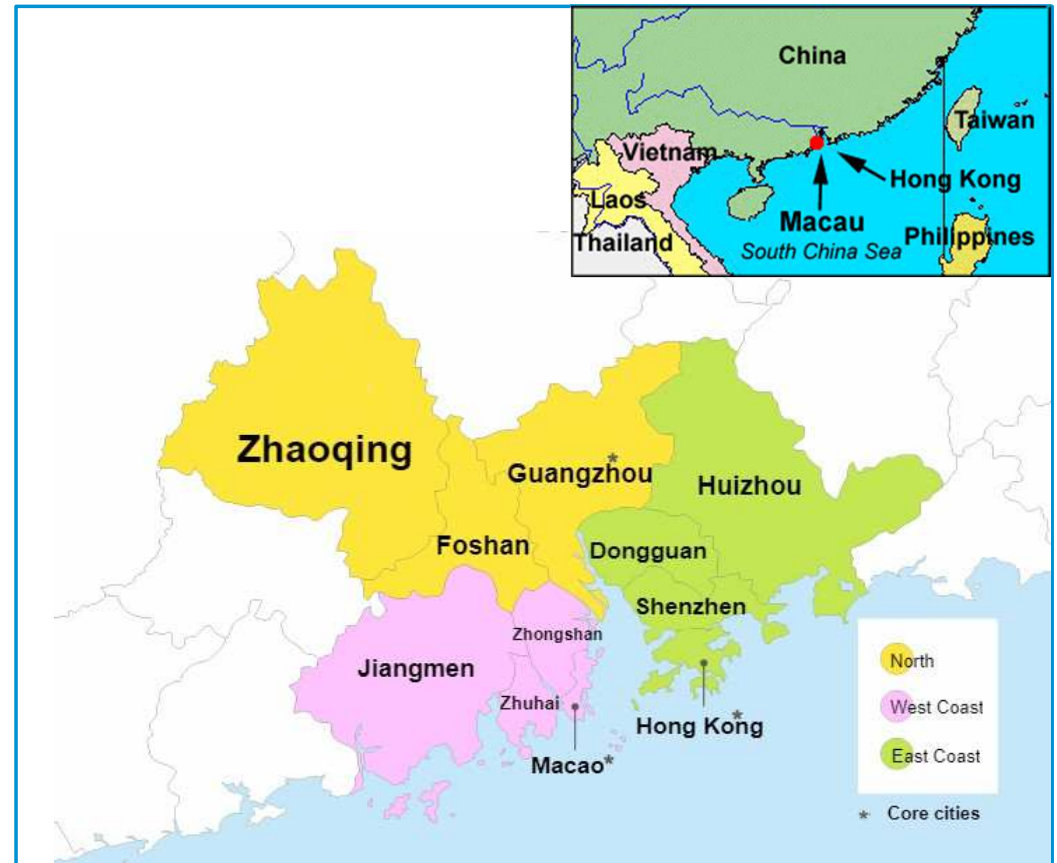 China
Taiwan
Vietnam
Hong Kong
Laos
Macau
Thailand
South China Sea
Philippines
Zhaoqing
Guangzhou*
Huizhou
Foshan
Dongguan
Shenzhen
Zhongshan
Jiangmen
Zhuhai
Hong Kong*
Macao*
North
West Coast
East Coast
* Core cities